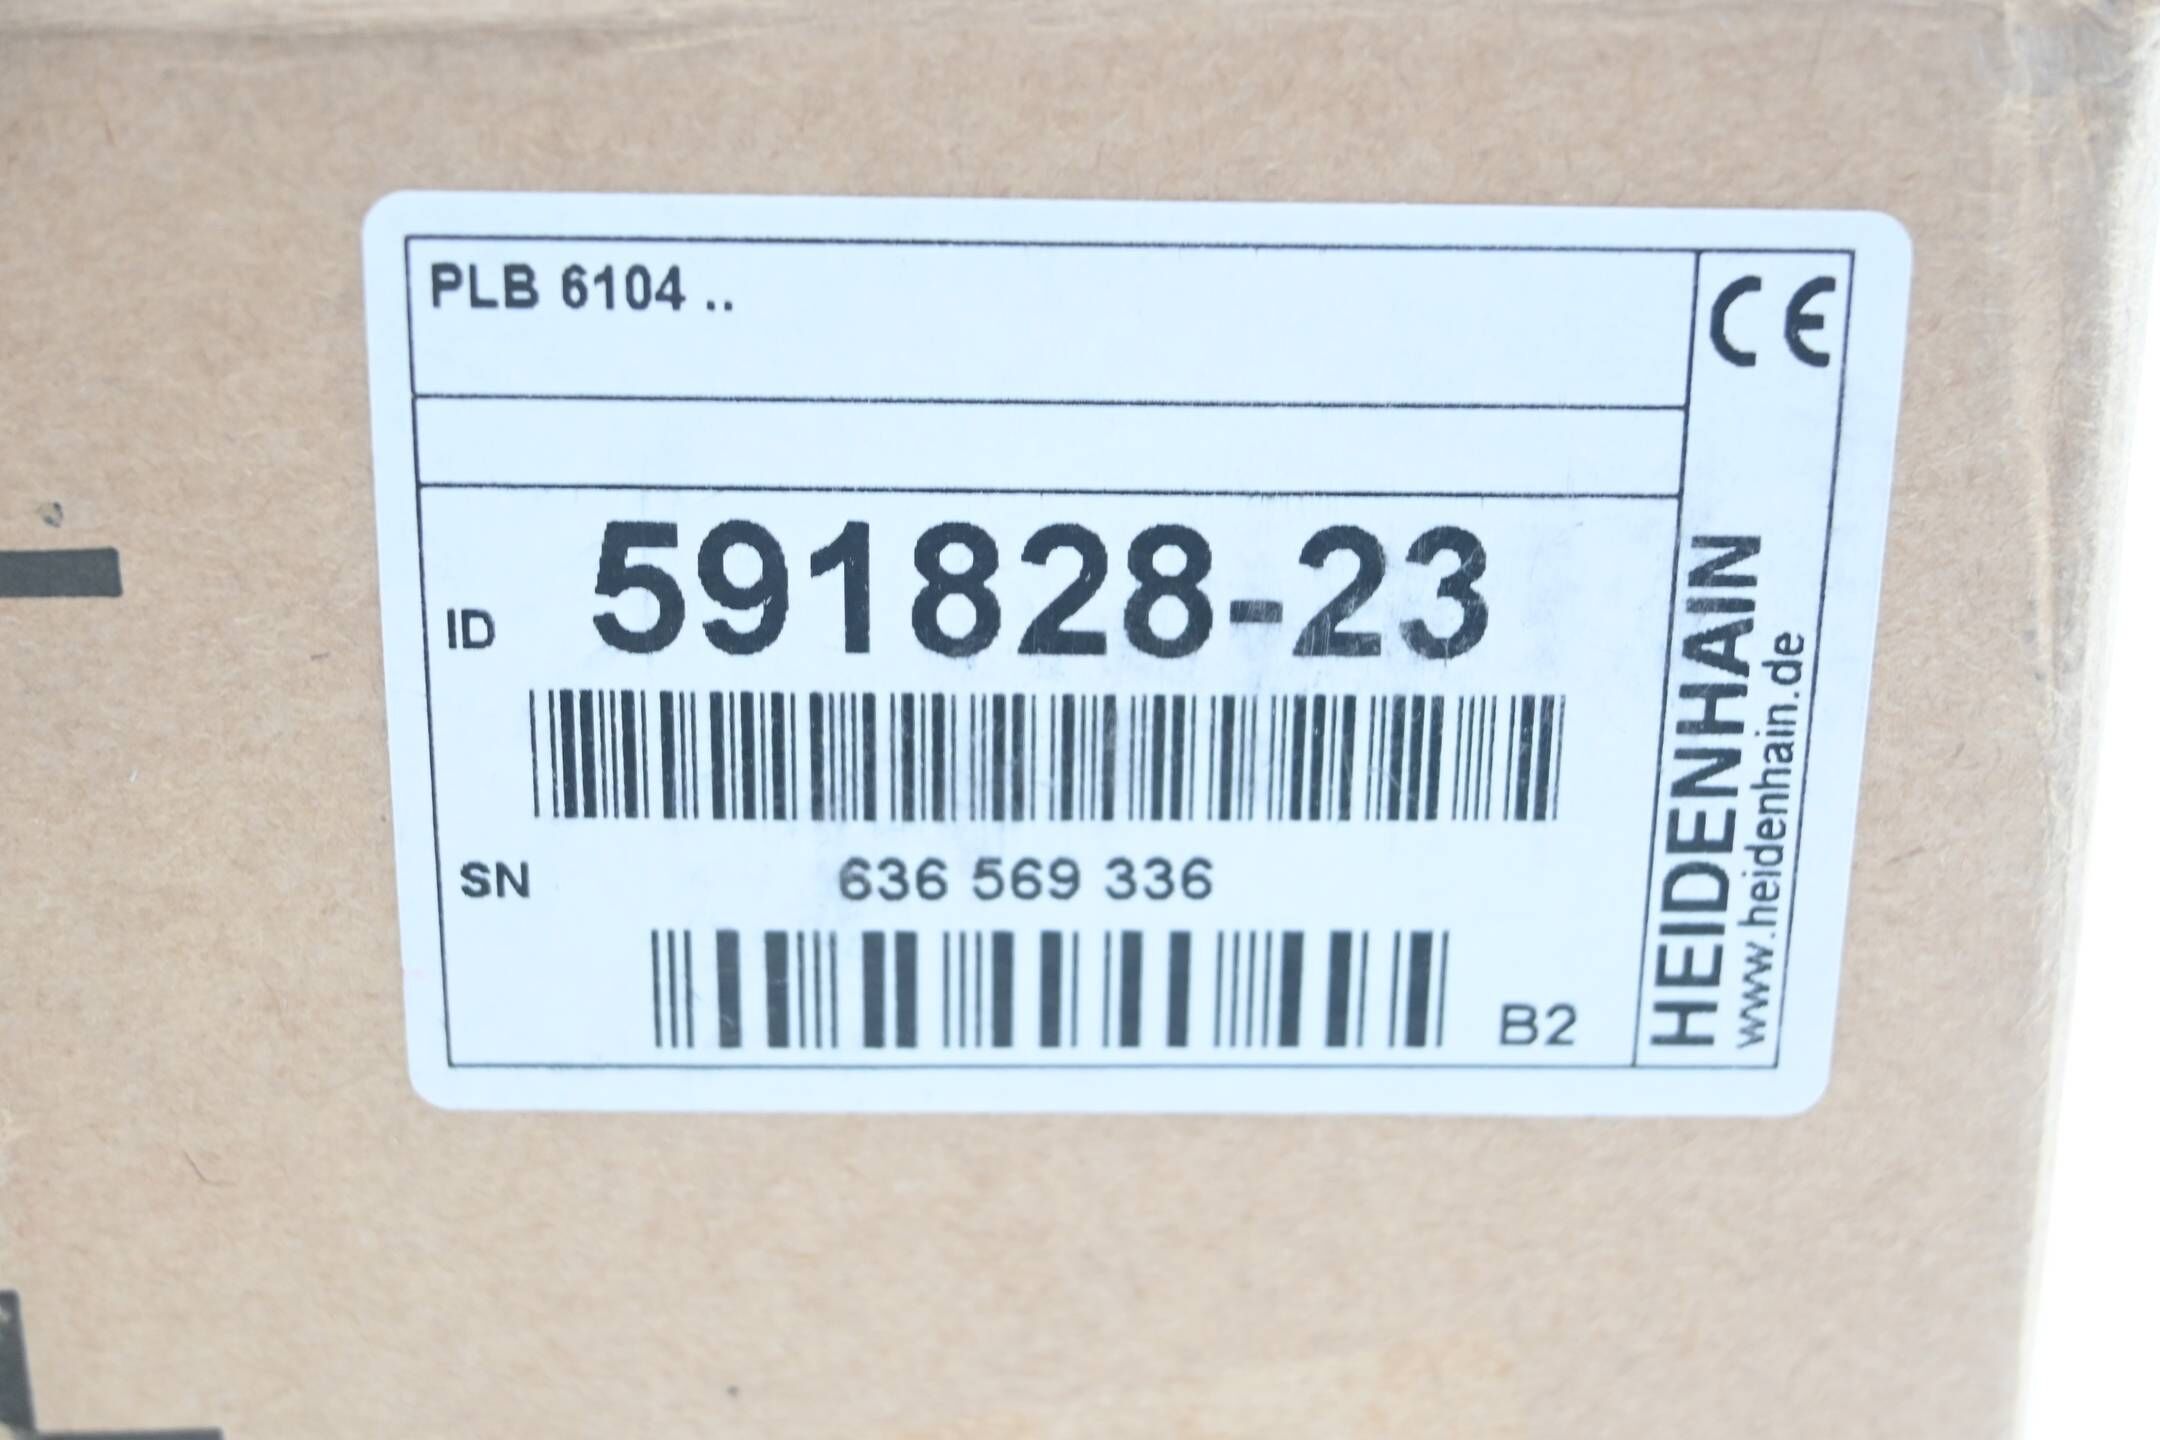 PLB 6104 ..
CE
ID 591828-23
SN 636 569 336
B2
HEIDENHAIN
www.heidenhain.de